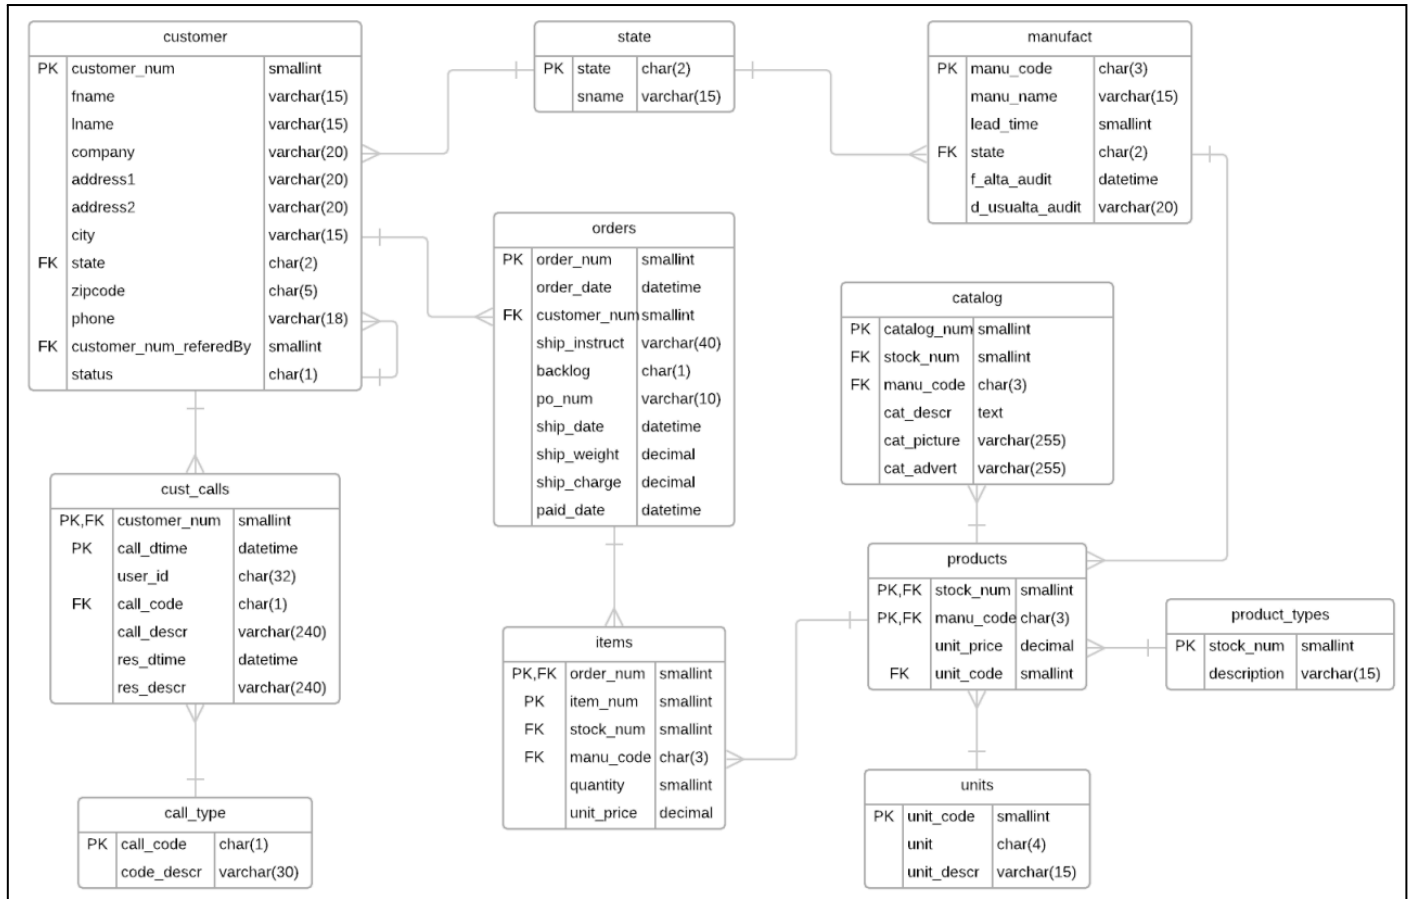 customer
PK customer_num smallint
fname varchar(15)
lname varchar(15)
company varchar(20)
address1 varchar(20)
address2 varchar(20)
city varchar(15)
FK state char(2)
zipcode char(5)
phone varchar(18)
FK customer_num_referedBy smallint
status char(1)
state
PK state char(2)
sname varchar(15)
manufact
PK manu_code char(3)
manu_name varchar(15)
lead_time smallint
FK state char(2)
f_alta_audit datetime
d_usualta_audit varchar(20)
orders
PK order_num smallint
order_date datetime
FK customer_num smallint
ship_instruct varchar(40)
backlog char(1)
po_num varchar(10)
ship_date datetime
ship_weight decimal
ship_charge decimal
paid_date datetime
catalog
PK catalog_num smallint
FK stock_num smallint
FK manu_code char(3)
cat_descr text
cat_picture varchar(255)
cat_advert varchar(255)
cust_calls
PK,FK customer_num smallint
PK call_dtime datetime
user_id char(32)
FK call_code char(1)
call_descr varchar(240)
res_dtime datetime
res_descr varchar(240)
products
PK,FK stock_num smallint
PK,FK manu_code char(3)
unit_price decimal
FK unit_code smallint
product_types
PK stock_num smallint
description varchar(15)
items
PK,FK order_num smallint
PK item_num smallint
FK stock_num smallint
FK manu_code char(3)
quantity smallint
unit_price decimal
call_type
PK call_code char(1)
code_descr varchar(30)
units
PK unit_code smallint
unit char(4)
unit_descr varchar(15)